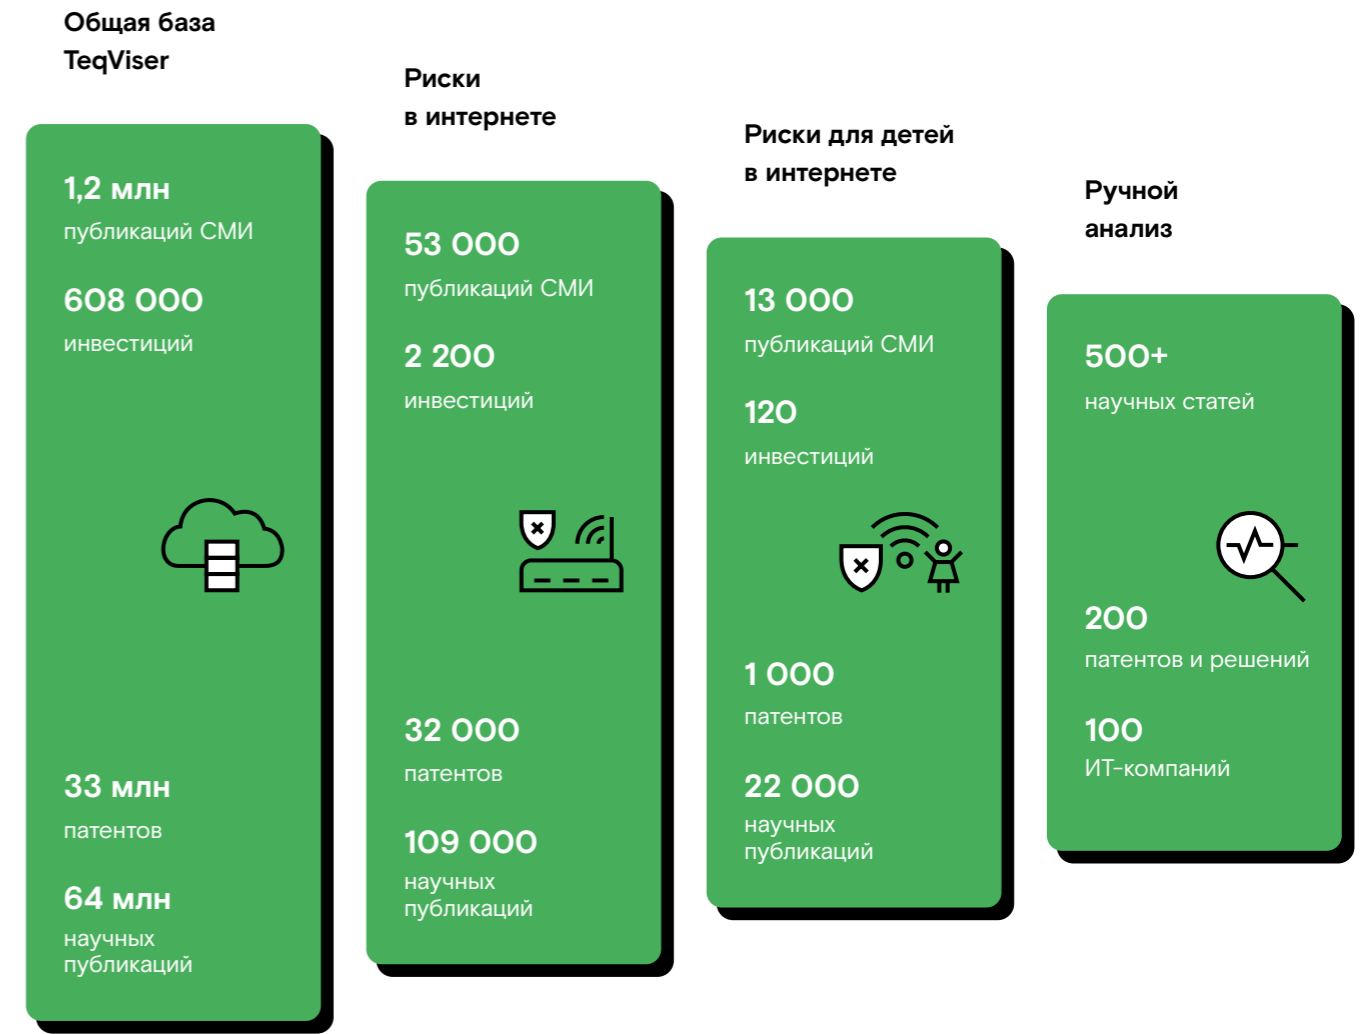 Общая база
TeqViser
1,2 млн
публикаций СМИ
608 000
инвестиций
33 млн
патентов
64 млн
научных
публикаций
Риски
в интернете
53 000
публикаций СМИ
2 200
инвестиций
32 000
патентов
109 000
научных
публикаций
Риски для детей
в интернете
13 000
публикаций СМИ
120
инвестиций
1 000
патентов
22 000
научных
публикаций
Ручной
анализ
500+
научных статей
200
патентов и решений
100
ИТ-компаний